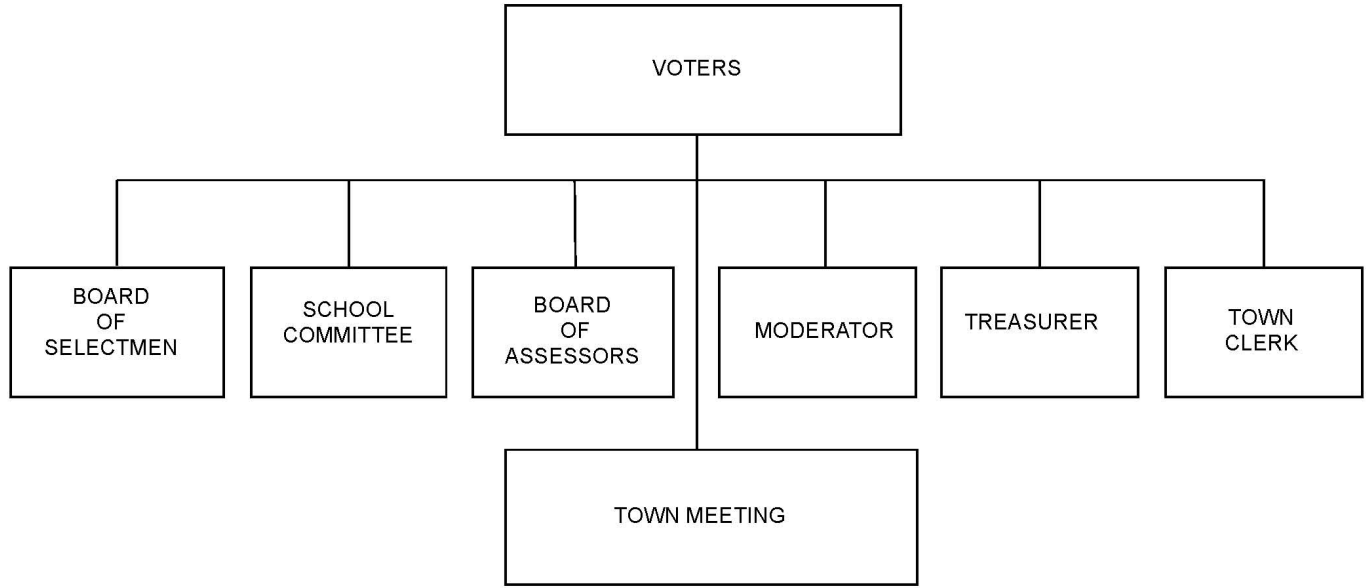 VOTERS
BOARD
OF
SELECTMEN
SCHOOL
COMMITTEE
BOARD
OF
ASSESSORS
MODERATOR
TREASURER
TOWN
CLERK
TOWN MEETING